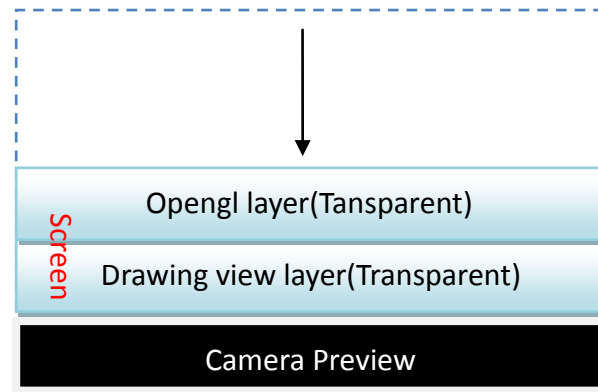 Opengl layer(Tansparent)
Screen
Drawing view layer(Transparent)
Camera Preview